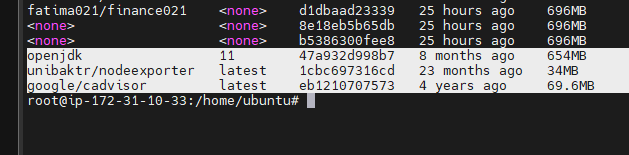 fatima021/finance021 <none> d1dbaad23339 25 hours ago 696MB
<none> <none> 8e18eb5b65db 25 hours ago 696MB
<none> <none> b5386300fee8 25 hours ago 696MB
openjdk 11 47a932d998b7 8 months ago 654MB
unibaktr/nodeexporter latest 1cbc697316cd 23 months ago 34MB
google/cadvisor latest eb1210707573 4 years ago 69.6MB
root@ip-172-31-10-33:/home/ubuntu#